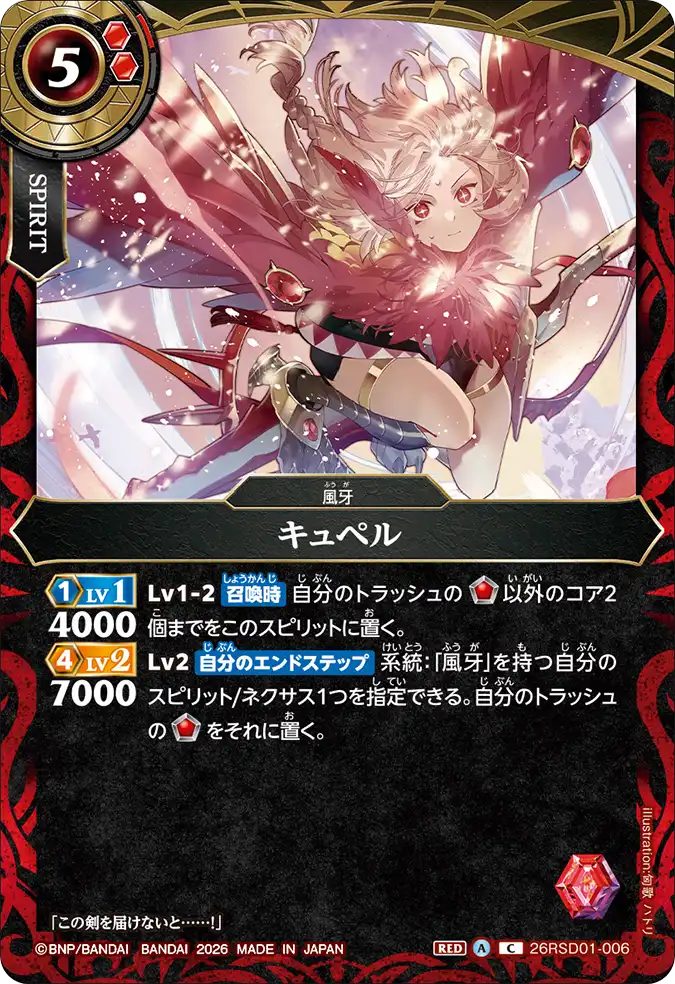 5
SPIRIT
ふうが
風牙
キュペル
1 LV1
4000
Lv1-2 召喚時 自分のトラッシュの以外のコア2
個までをこのスピリットに置く。
4 LV2
7000
Lv2 自分のエンドステップ 系統:「風牙」を持つ自分の
スピリット/ネクサス1つを指定できる。自分のトラッシュ
の をそれに置く。
illustration:匈歌 ハトリ
「この剣を届けないと……!」
©BNP/BANDAI BANDAI 2026 MADE IN JAPAN
RED A C 26RSD01-006